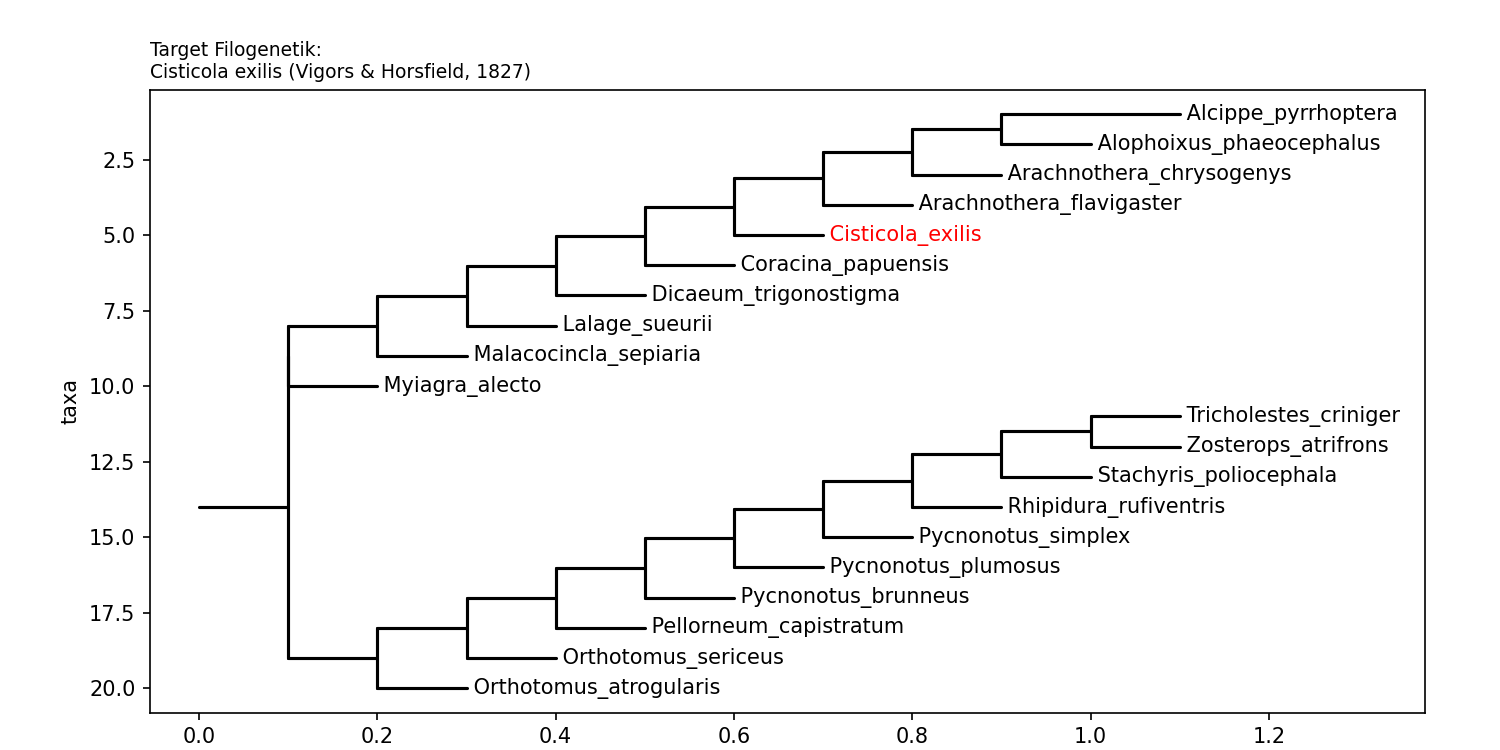 Target Filogenetik:
Cisticola exilis (Vigors & Horsfield, 1827)
Alcippe_pyrrhoptera
Alophoixus_phaeocephalus
2.5
Arachnothera_chrysogenys
Arachnothera_flavigaster
5.0
Cisticola_exilis
Coracina_papuensis
Dicaeum_trigonostigma
7.5
Lalage_sueurii
Malacocincla_sepiaria
taxa
10.0
Myiagra_alecto
Tricholestes_criniger
Zosterops_atrifrons
12.5
Stachyris_poliocephala
Rhipidura_rufiventris
15.0
Pycnonotus_simplex
Pycnonotus_plumosus
Pycnonotus_brunneus
17.5
Pellorneum_capistratum
Orthotomus_sericeus
20.0
Orthotomus_atrogularis
0.0 0.2 0.4 0.6 0.8 1.0 1.2